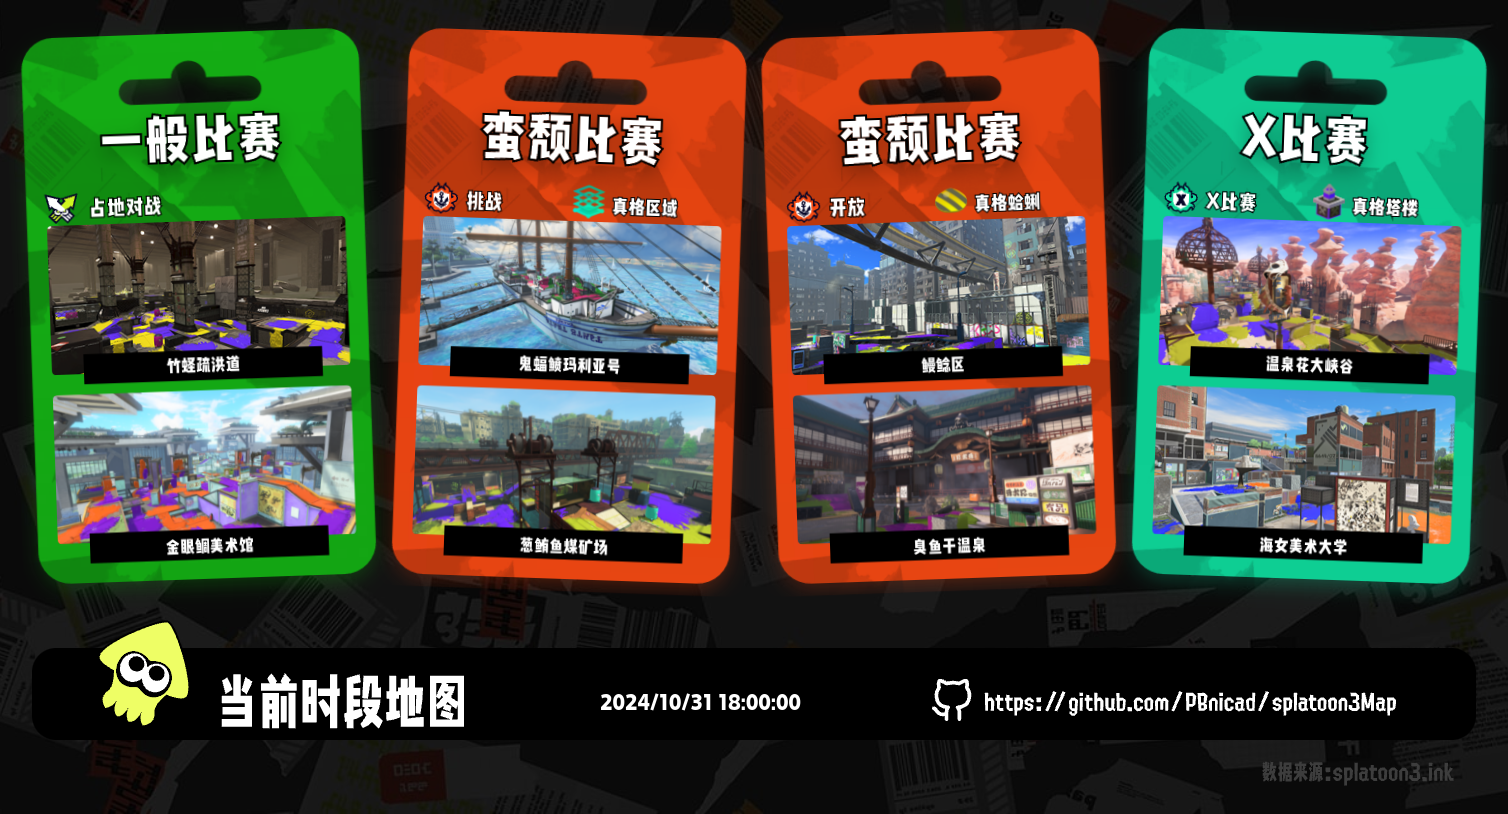 一般比赛
占地对战
竹蛏疏洪道
金眼鲷美术馆
蛮颓比赛
挑战
真格区域
鬼蝠鲼玛利亚号
葱鲔鱼煤矿场
蛮颓比赛
开放
真格蛤蜊
鳗鲶区
臭鱼干温泉
X比赛
X比赛
真格塔楼
温泉花大峡谷
海女美术大学
当前时段地图
2024/10/31 18:00:00
https://github.com/PBnicad/splatoon3Map
数据来源:splatoon3.ink